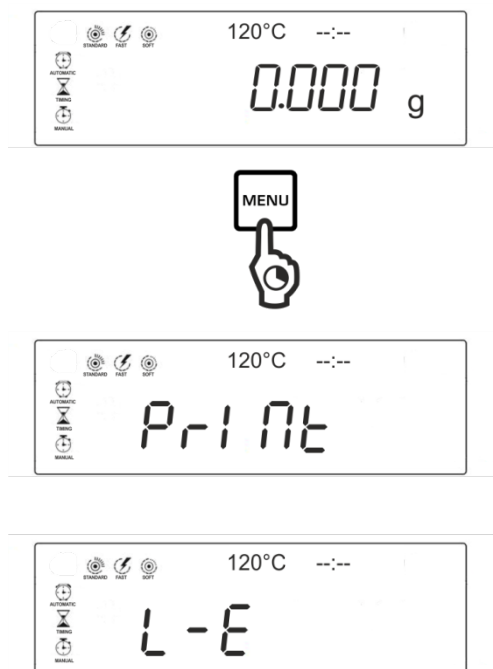 120°C --:--
STANDARD FAST SOFT
AUTOMATIC
0.000 g
TIMING
MANUAL
MENU
120°C --:--
STANDARD FAST SOFT
AUTOMATIC
PrINt
TIMING
MANUAL
120°C --:--
STANDARD FAST SOFT
AUTOMATIC
L-E
TIMING
MANUAL